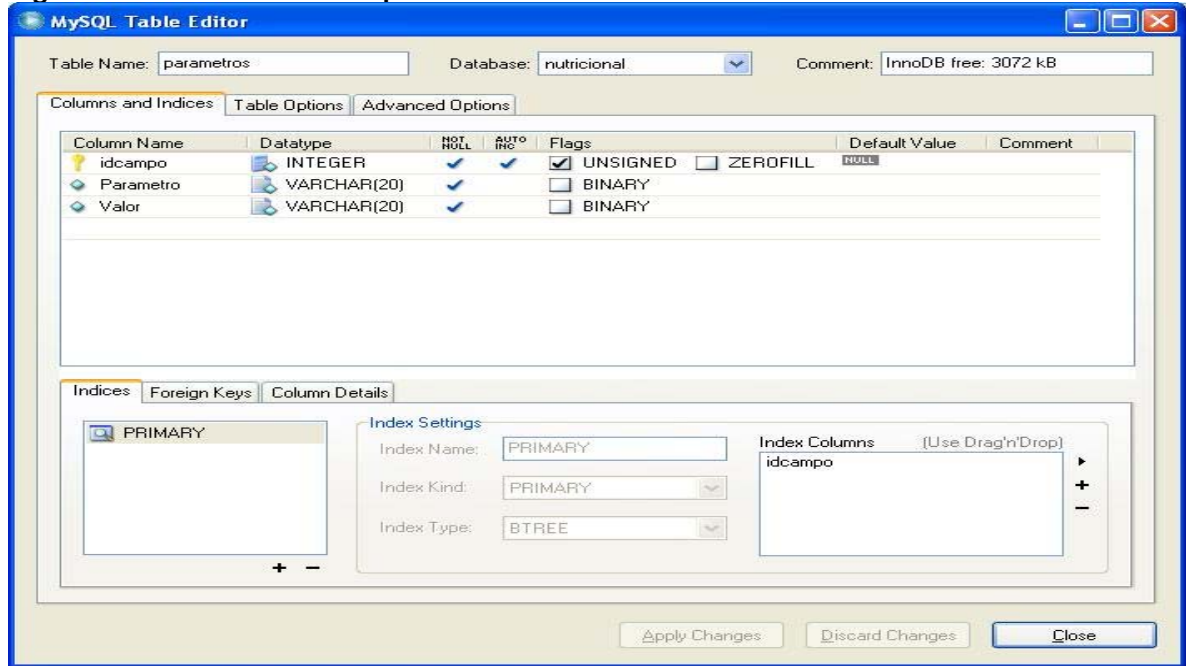 MySQL Table Editor
Table Name: parametros Database: nutricional Comment: InnoDB free: 3072 kB
Columns and Indices Table Options Advanced Options
Column Name Datatype NOT NULL AUTO INC Flags Default Value Comment
idcampo INTEGER UNSIGNED ZEROFILL NULL
Parametro VARCHAR(20) BINARY
Valor VARCHAR(20) BINARY
Indices Foreign Keys Column Details
PRIMARY
Index Settings
Index Name: PRIMARY
Index Kind: PRIMARY
Index Type: BTREE
Index Columns (Use Drag'n'Drop)
idcampo
Apply Changes Discard Changes Close